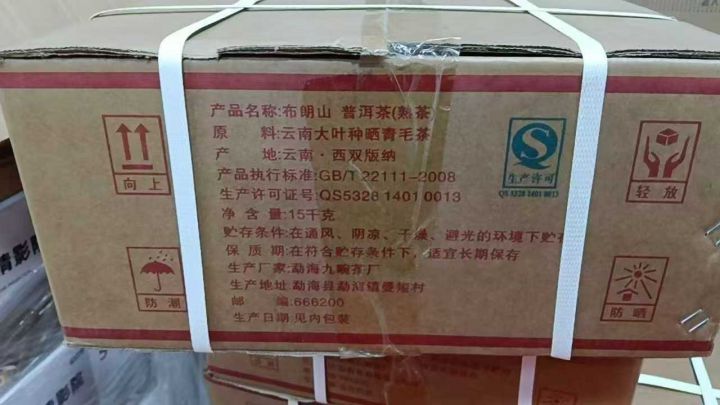 产品名称:布朗山 普洱茶(熟茶)
原 料:云南大叶种晒青毛茶
产 地:云南·西双版纳
产品执行标准:GB/T 22111-2008
生产许可证号:QS5328 1401 0013
净 含 量:15千克
贮存条件:在通风、阴凉、干燥、避光的环境下贮存
保 质 期:在符合贮存条件下，适宜长期保存
生产厂家:勐海九畹茶厂
生产地址:勐海县勐混镇曼短村
邮 编:666200
生产日期:见内包装
向上
防潮
生产许可
QS 5328 1401 0013
轻放
防晒